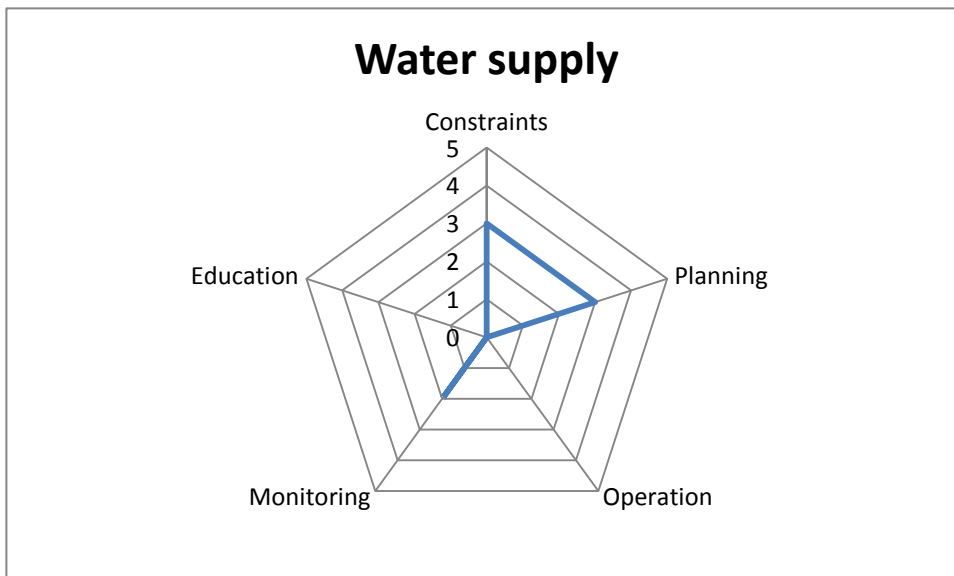 Water supply
Constraints
5
4
3
2
1
0
Education
Planning
Monitoring
Operation